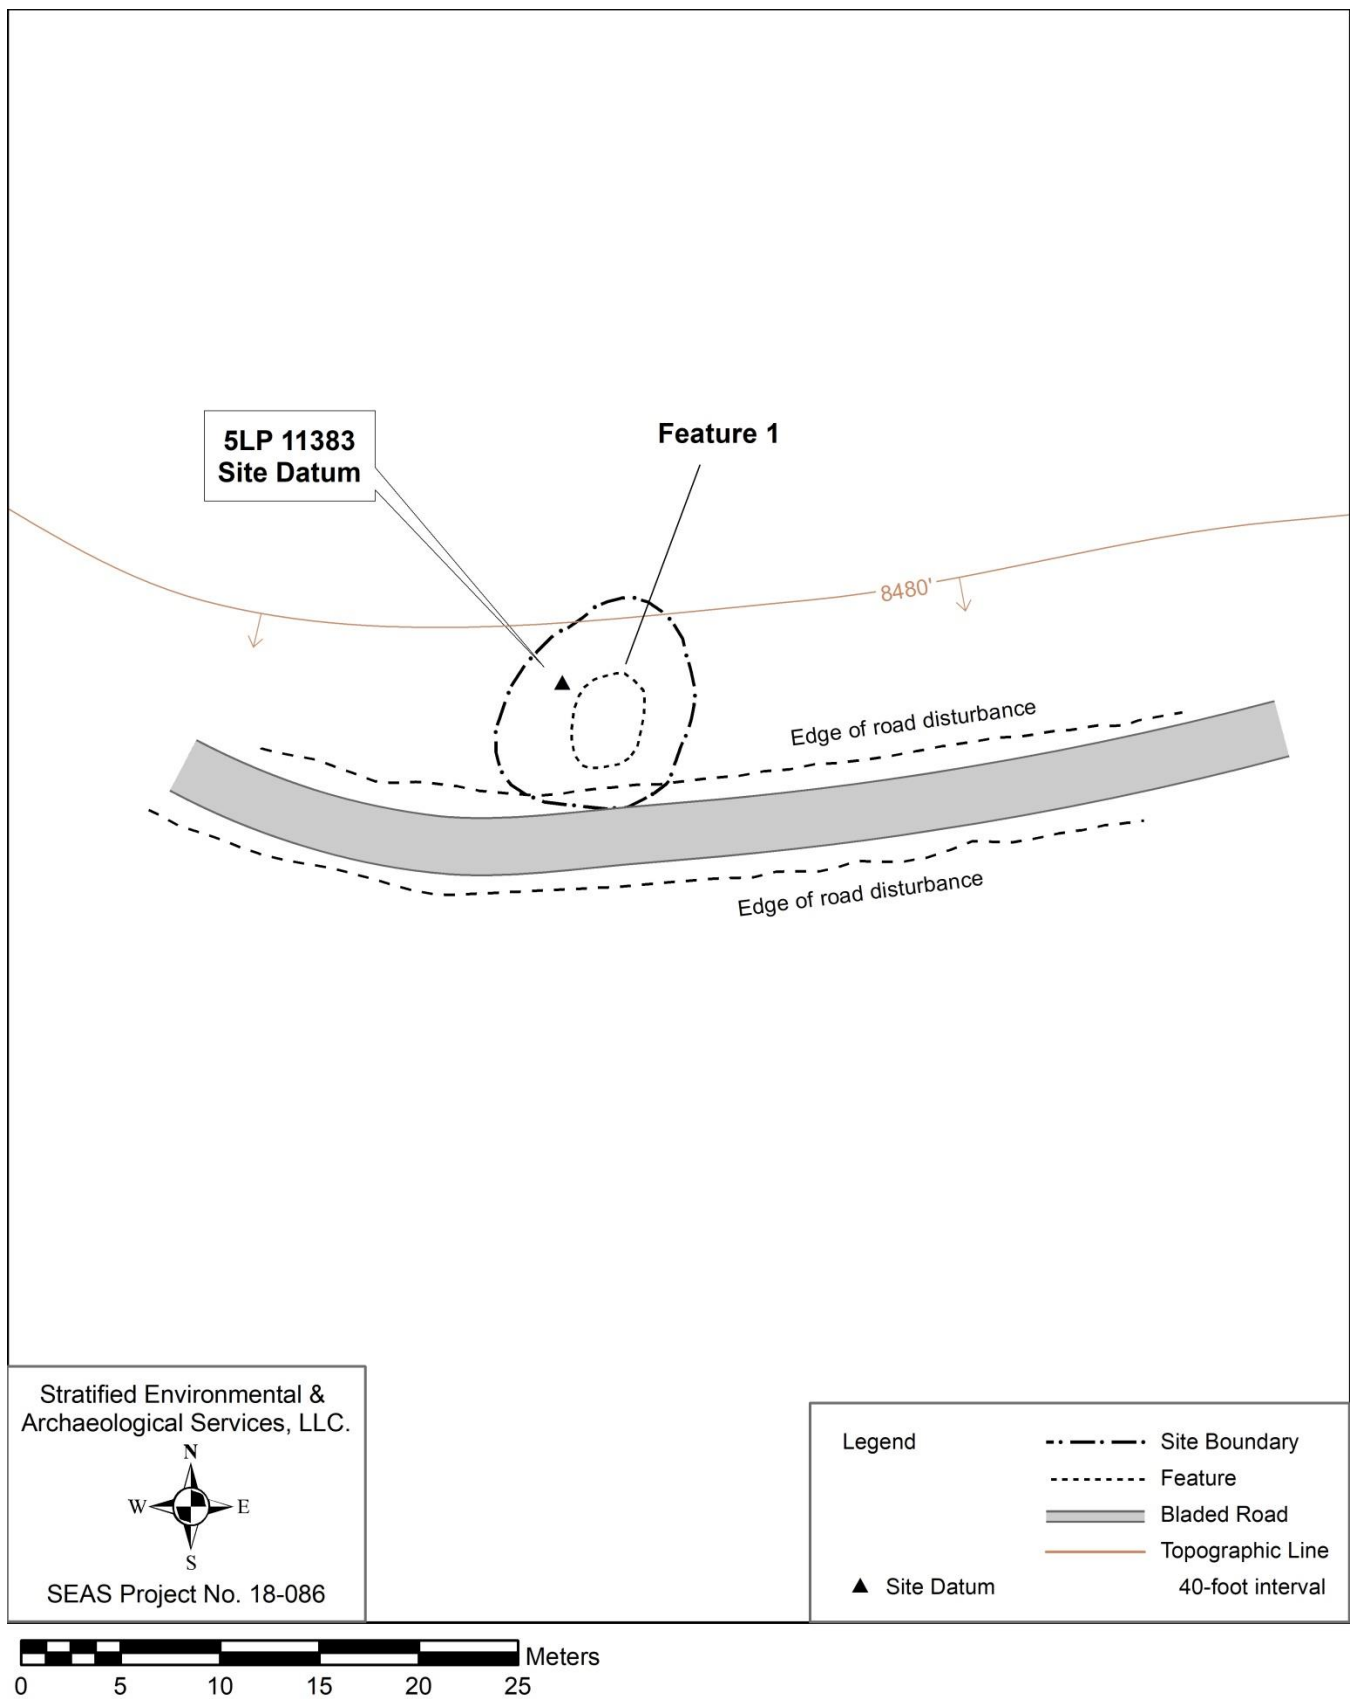 5LP 11383
Site Datum
Feature 1
8480'
Edge of road disturbance
Edge of road disturbance
Stratified Environmental &
Archaeological Services, LLC.
N
W E
S
SEAS Project No. 18-086
Legend
Site Boundary
Feature
Bladed Road
Topographic Line
Site Datum 40-foot interval
Meters
0 5 10 15 20 25